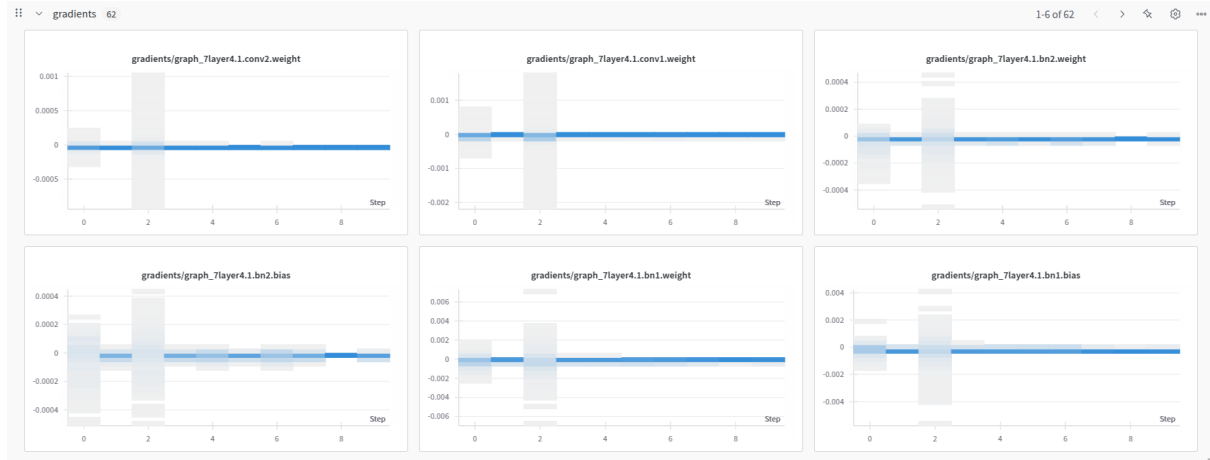 gradients 62 1-6 of 62
gradients/graph_7layer4.1.conv2.weight
0.001
0.0005
0
-0.0005
Step
0 2 4 6 8
gradients/graph_7layer4.1.conv1.weight
0.001
0
-0.001
-0.002
Step
0 2 4 6 8
gradients/graph_7layer4.1.bn2.weight
0.0004
0.0002
0
-0.0002
-0.0004
Step
0 2 4 6 8
gradients/graph_7layer4.1.bn2.bias
0.0004
0.0002
0
-0.0002
-0.0004
Step
0 2 4 6 8
gradients/graph_7layer4.1.bn1.weight
0.006
0.004
0.002
0
-0.002
-0.004
-0.006
Step
0 2 4 6 8
gradients/graph_7layer4.1.bn1.bias
0.004
0.002
0
-0.002
-0.004
Step
0 2 4 6 8